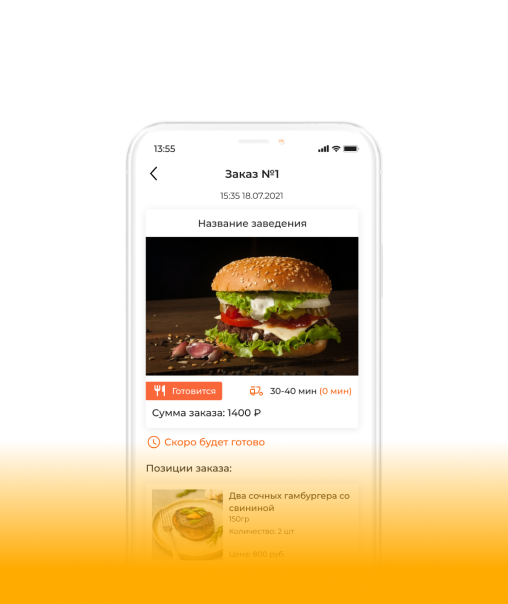 13:55
Заказ №1
15:35 18.07.2021
Название заведения
Готовится
30-40 мин (0 мин)
Сумма заказа: 1400 ₽
Скоро будет готово
Позиции заказа:
Два сочных гамбургера со
свининой
150гр
Количество: 2 шт
Цена: 600 руб.